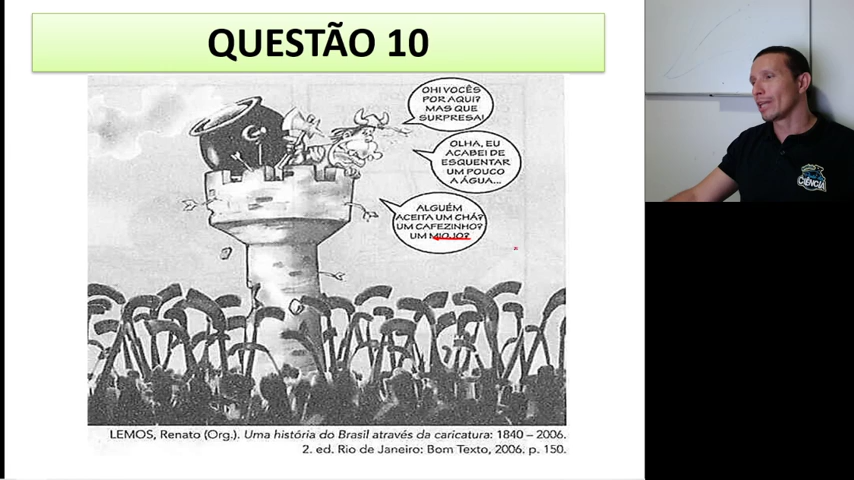 QUESTÃO 10
OH! VOCÊS
POR AQUI?
MAS QUE
SURPRESA!
OLHA, EU
ACABEI DE
ESQUENTAR
UM POUCO
A ÁGUA...
ALGUÉM
ACEITA UM CHÁ?
UM CAFEZINHO?
UM MIOJO?
LEMOS, Renato (Org.). Uma história do Brasil através da caricatura: 1840 – 2006.
2. ed. Rio de Janeiro: Bom Texto, 2006. p. 150.
CIÊNCIA